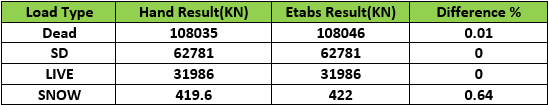 Load Type Hand Result(KN) Etabs Result(KN) Difference %
Dead 108035 108046 0.01
SD 62781 62781 0
LIVE 31986 31986 0
SNOW 419.6 422 0.64